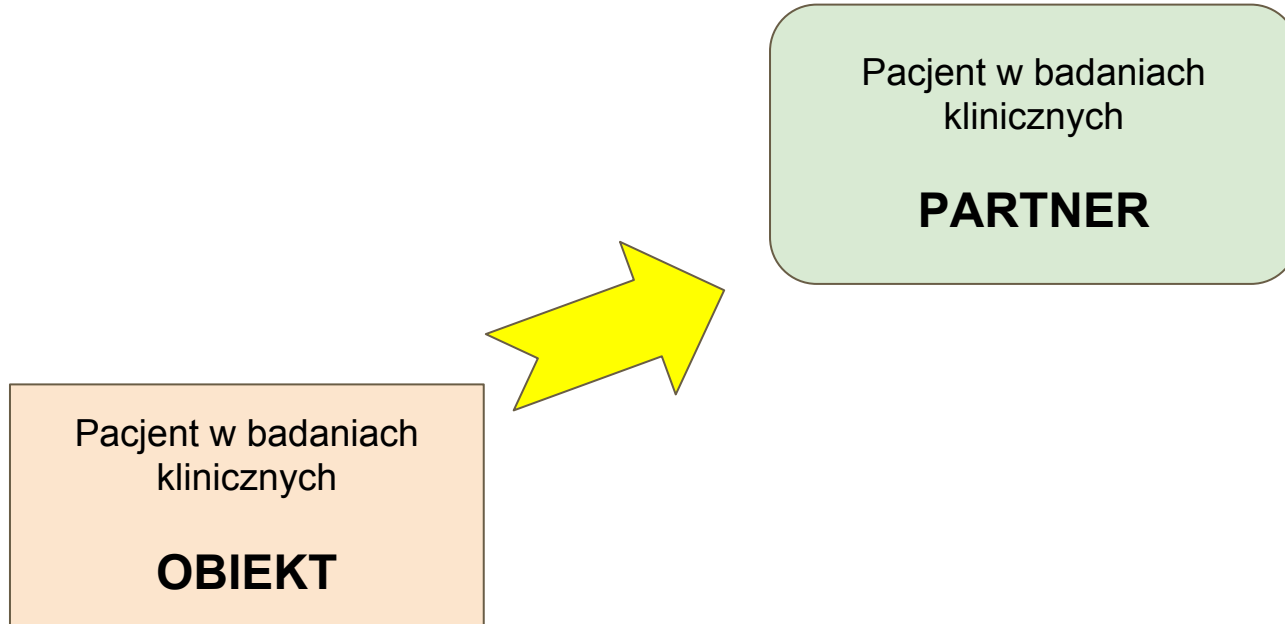 Pacjent w badaniach
klinicznych
PARTNER
Pacjent w badaniach
klinicznych
OBIEKT